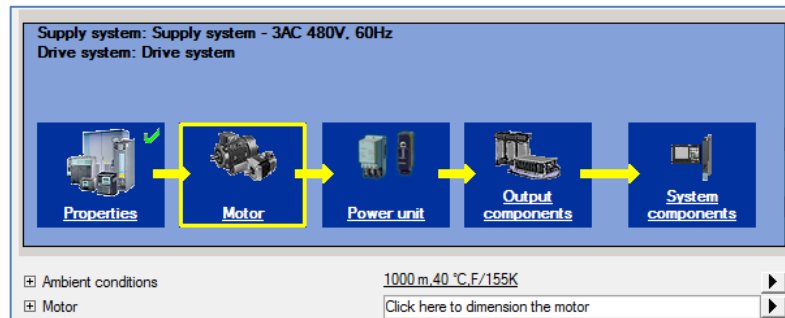 Supply system: Supply system - 3AC 480V, 60Hz
Drive system: Drive system
Properties
Motor
Power unit
Output
components
System
components
Ambient conditions
1000 m,40 °C,F/155K
Motor
Click here to dimension the motor